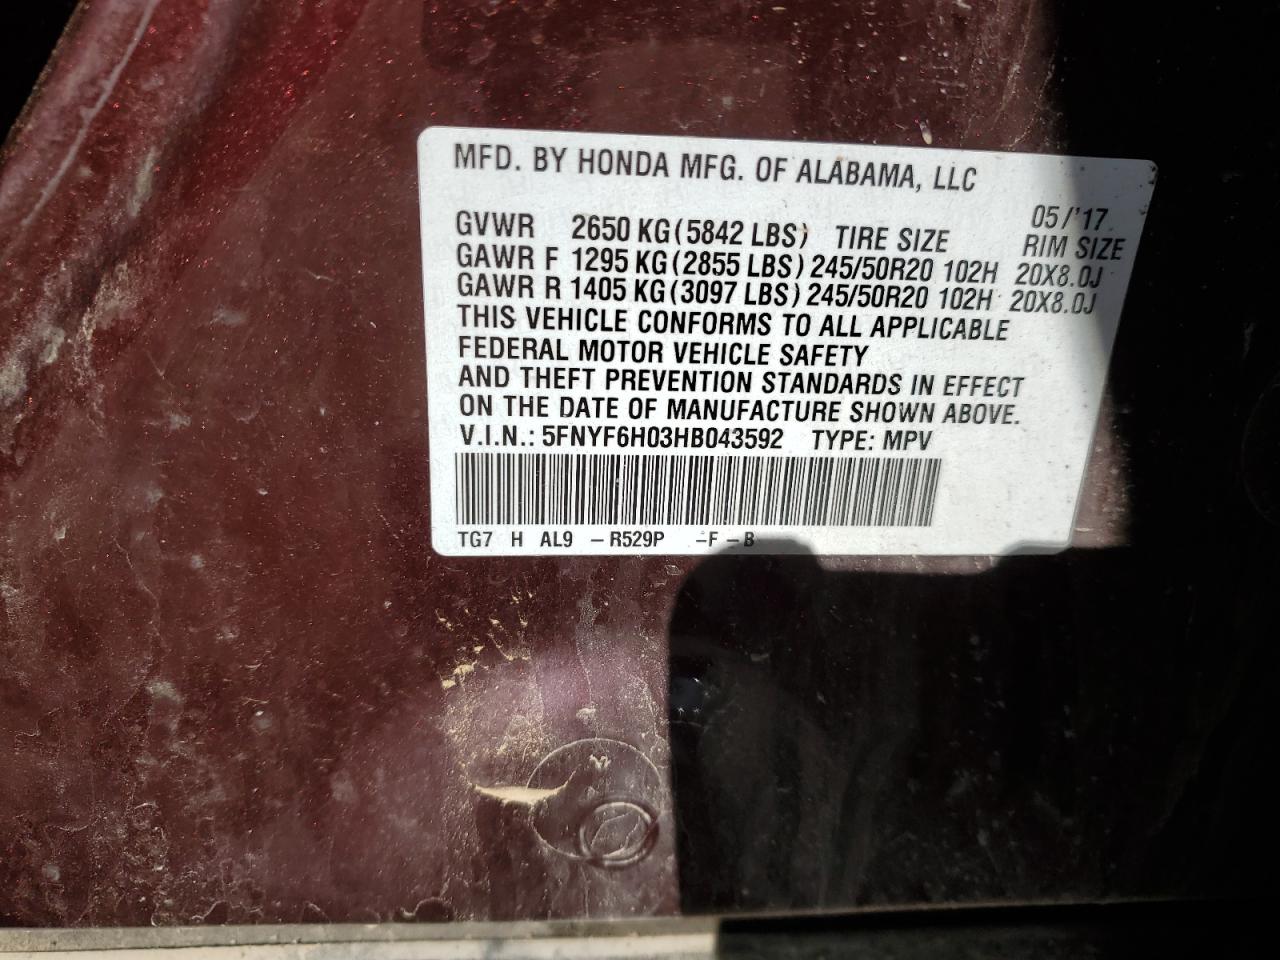 MFD. BY HONDA MFG. OF ALABAMA, LLC
05/'17
GVWR 2650 KG(5842 LBS) TIRE SIZE RIM SIZE
GAWR F 1295 KG(2855 LBS) 245/50R20 102H 20X8.0J
GAWR R 1405 KG(3097 LBS) 245/50R20 102H 20X8.0J
THIS VEHICLE CONFORMS TO ALL APPLICABLE
FEDERAL MOTOR VEHICLE SAFETY
AND THEFT PREVENTION STANDARDS IN EFFECT
ON THE DATE OF MANUFACTURE SHOWN ABOVE.
V.I.N.: 5FNYF6H03HB043592 TYPE: MPV
TG7 H AL9 -R529P -F-B